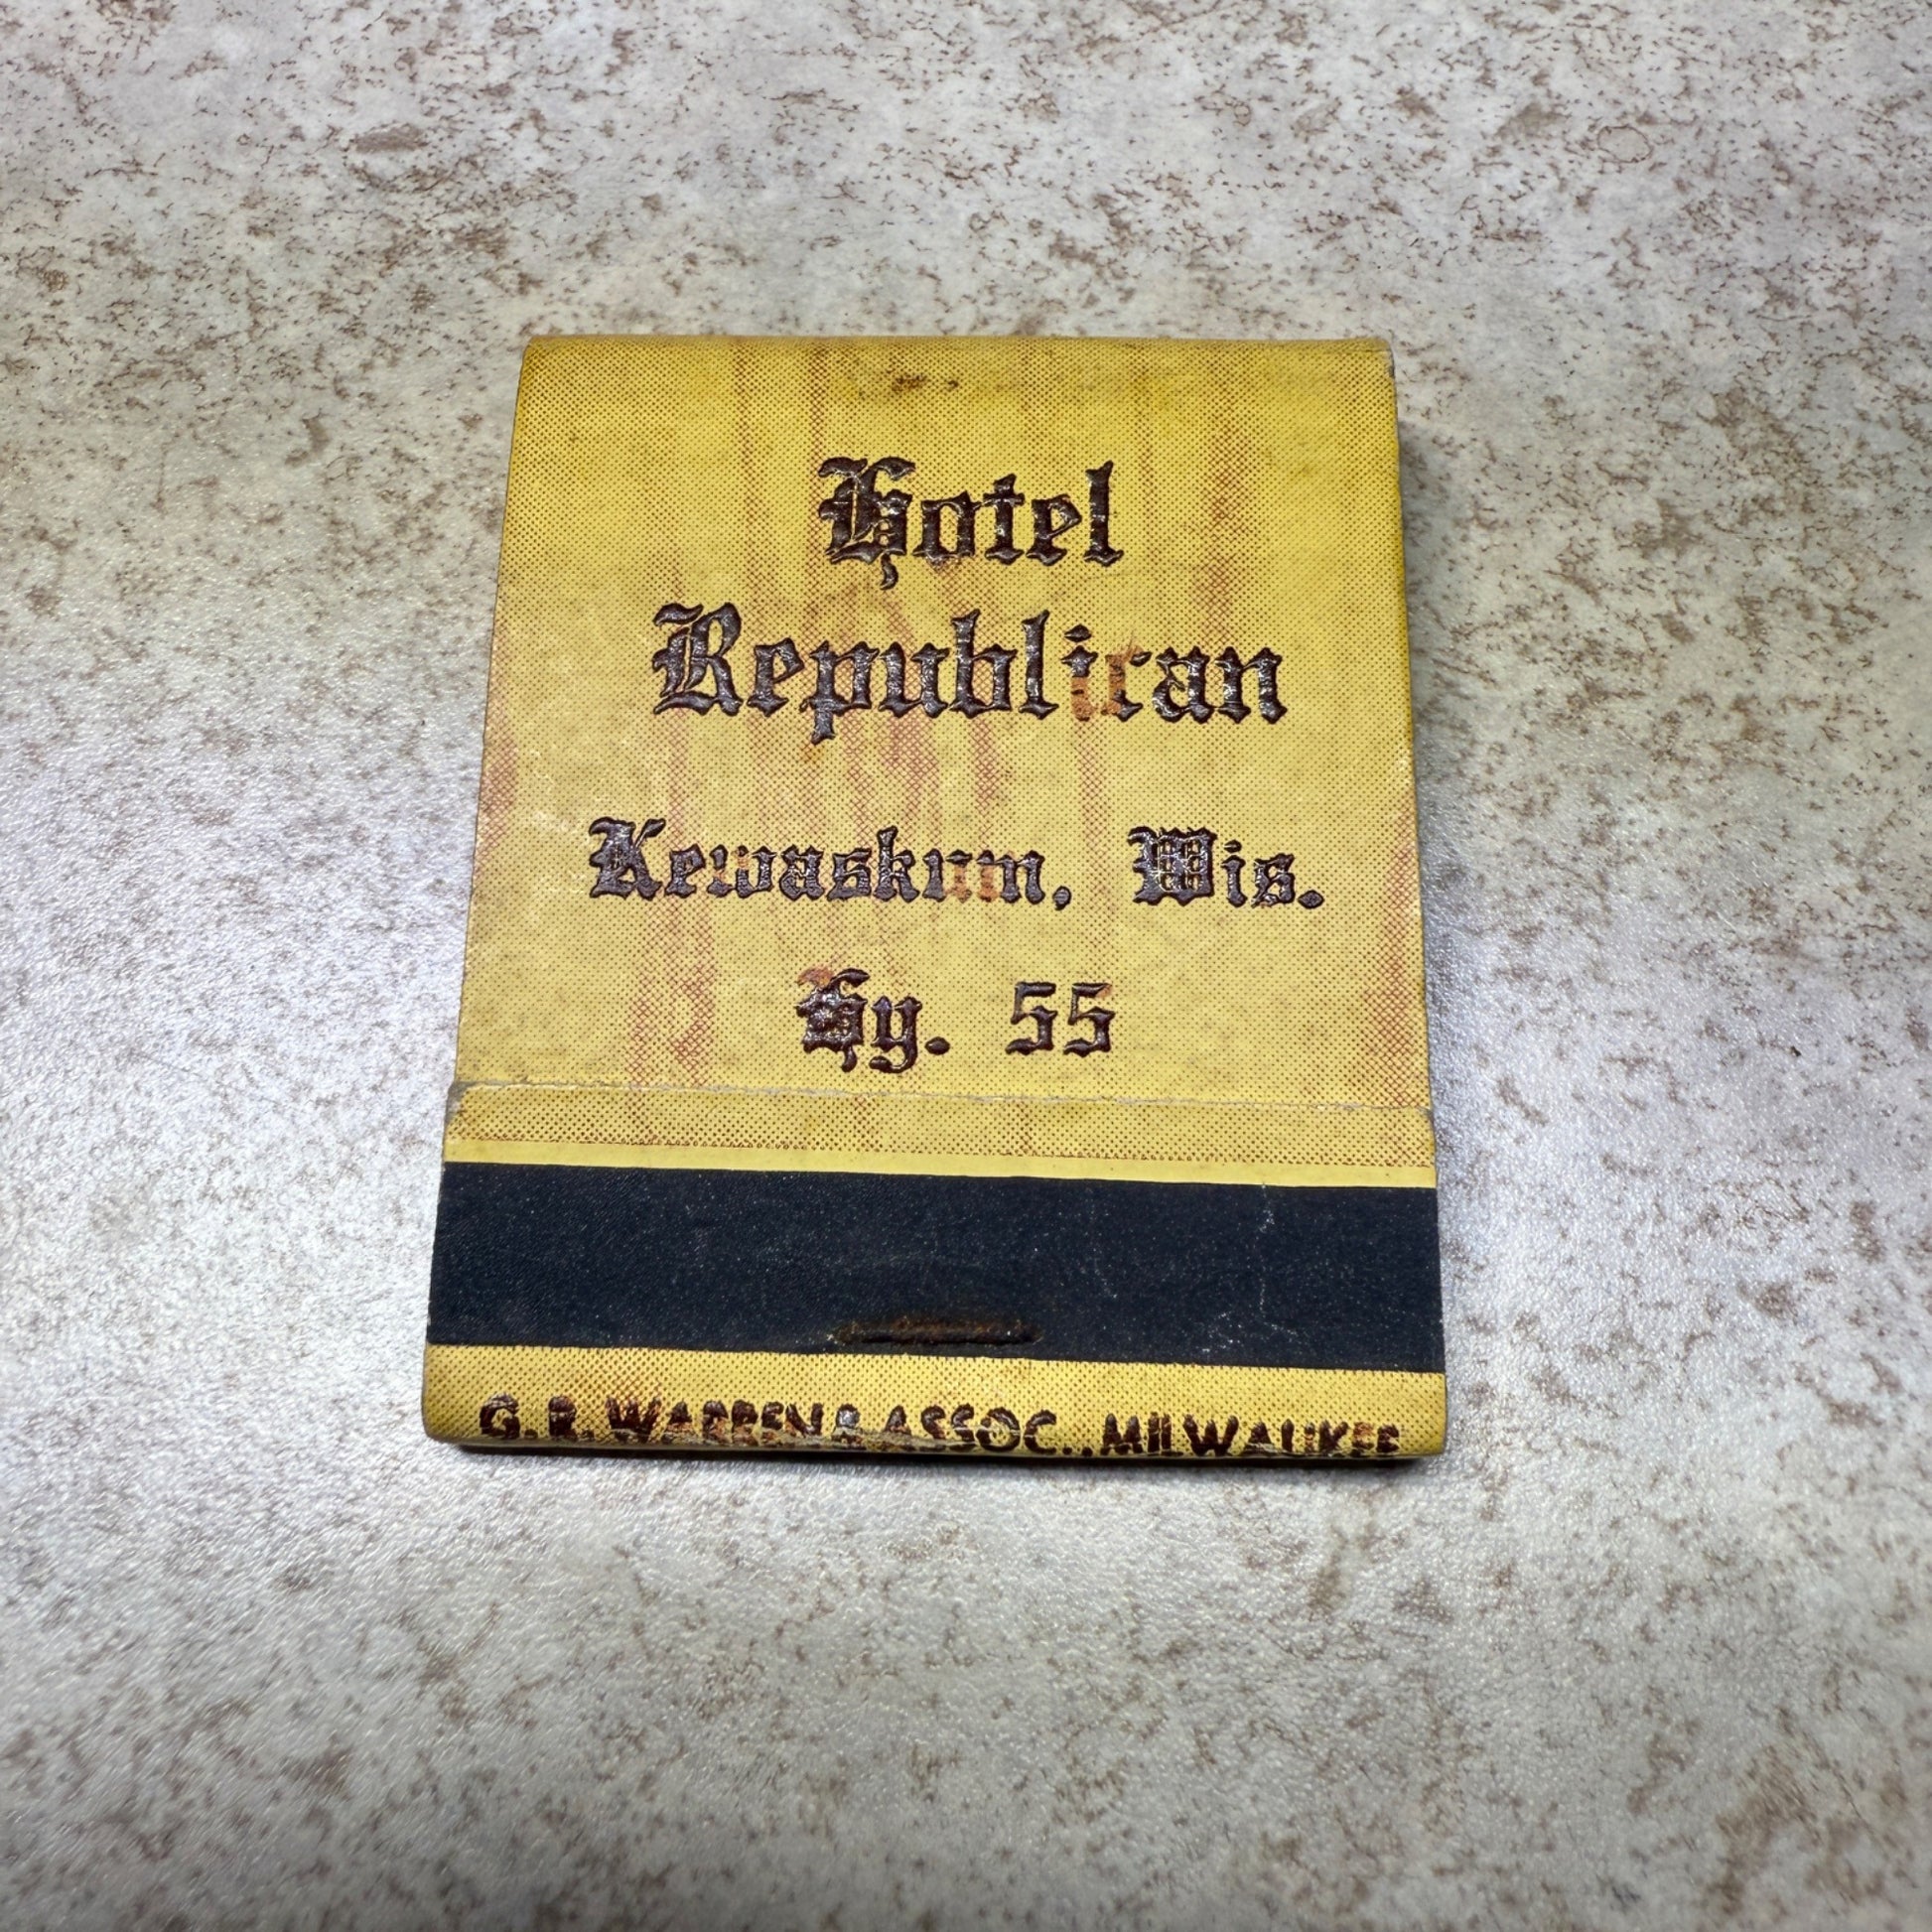 Hotel
Republican
Kewaskum, Wis.
Hy. 55
G.R. WARREN & ASSOC., MILWAUKEE